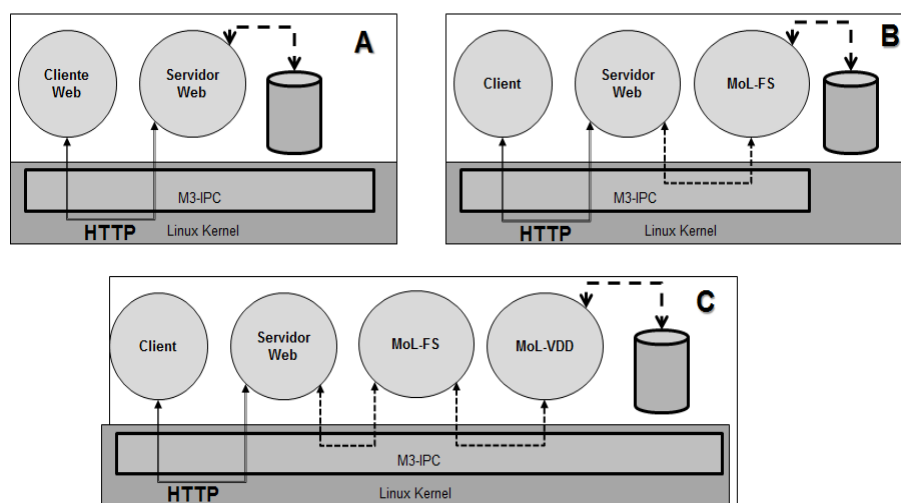 A
Cliente
Web
Servidor
Web
M3-IPC
HTTP
Linux Kernel
B
Client
Servidor
Web
MoL-FS
M3-IPC
HTTP
Linux Kernel
C
Client
Servidor
Web
MoL-FS
MoL-VDD
M3-IPC
HTTP
Linux Kernel